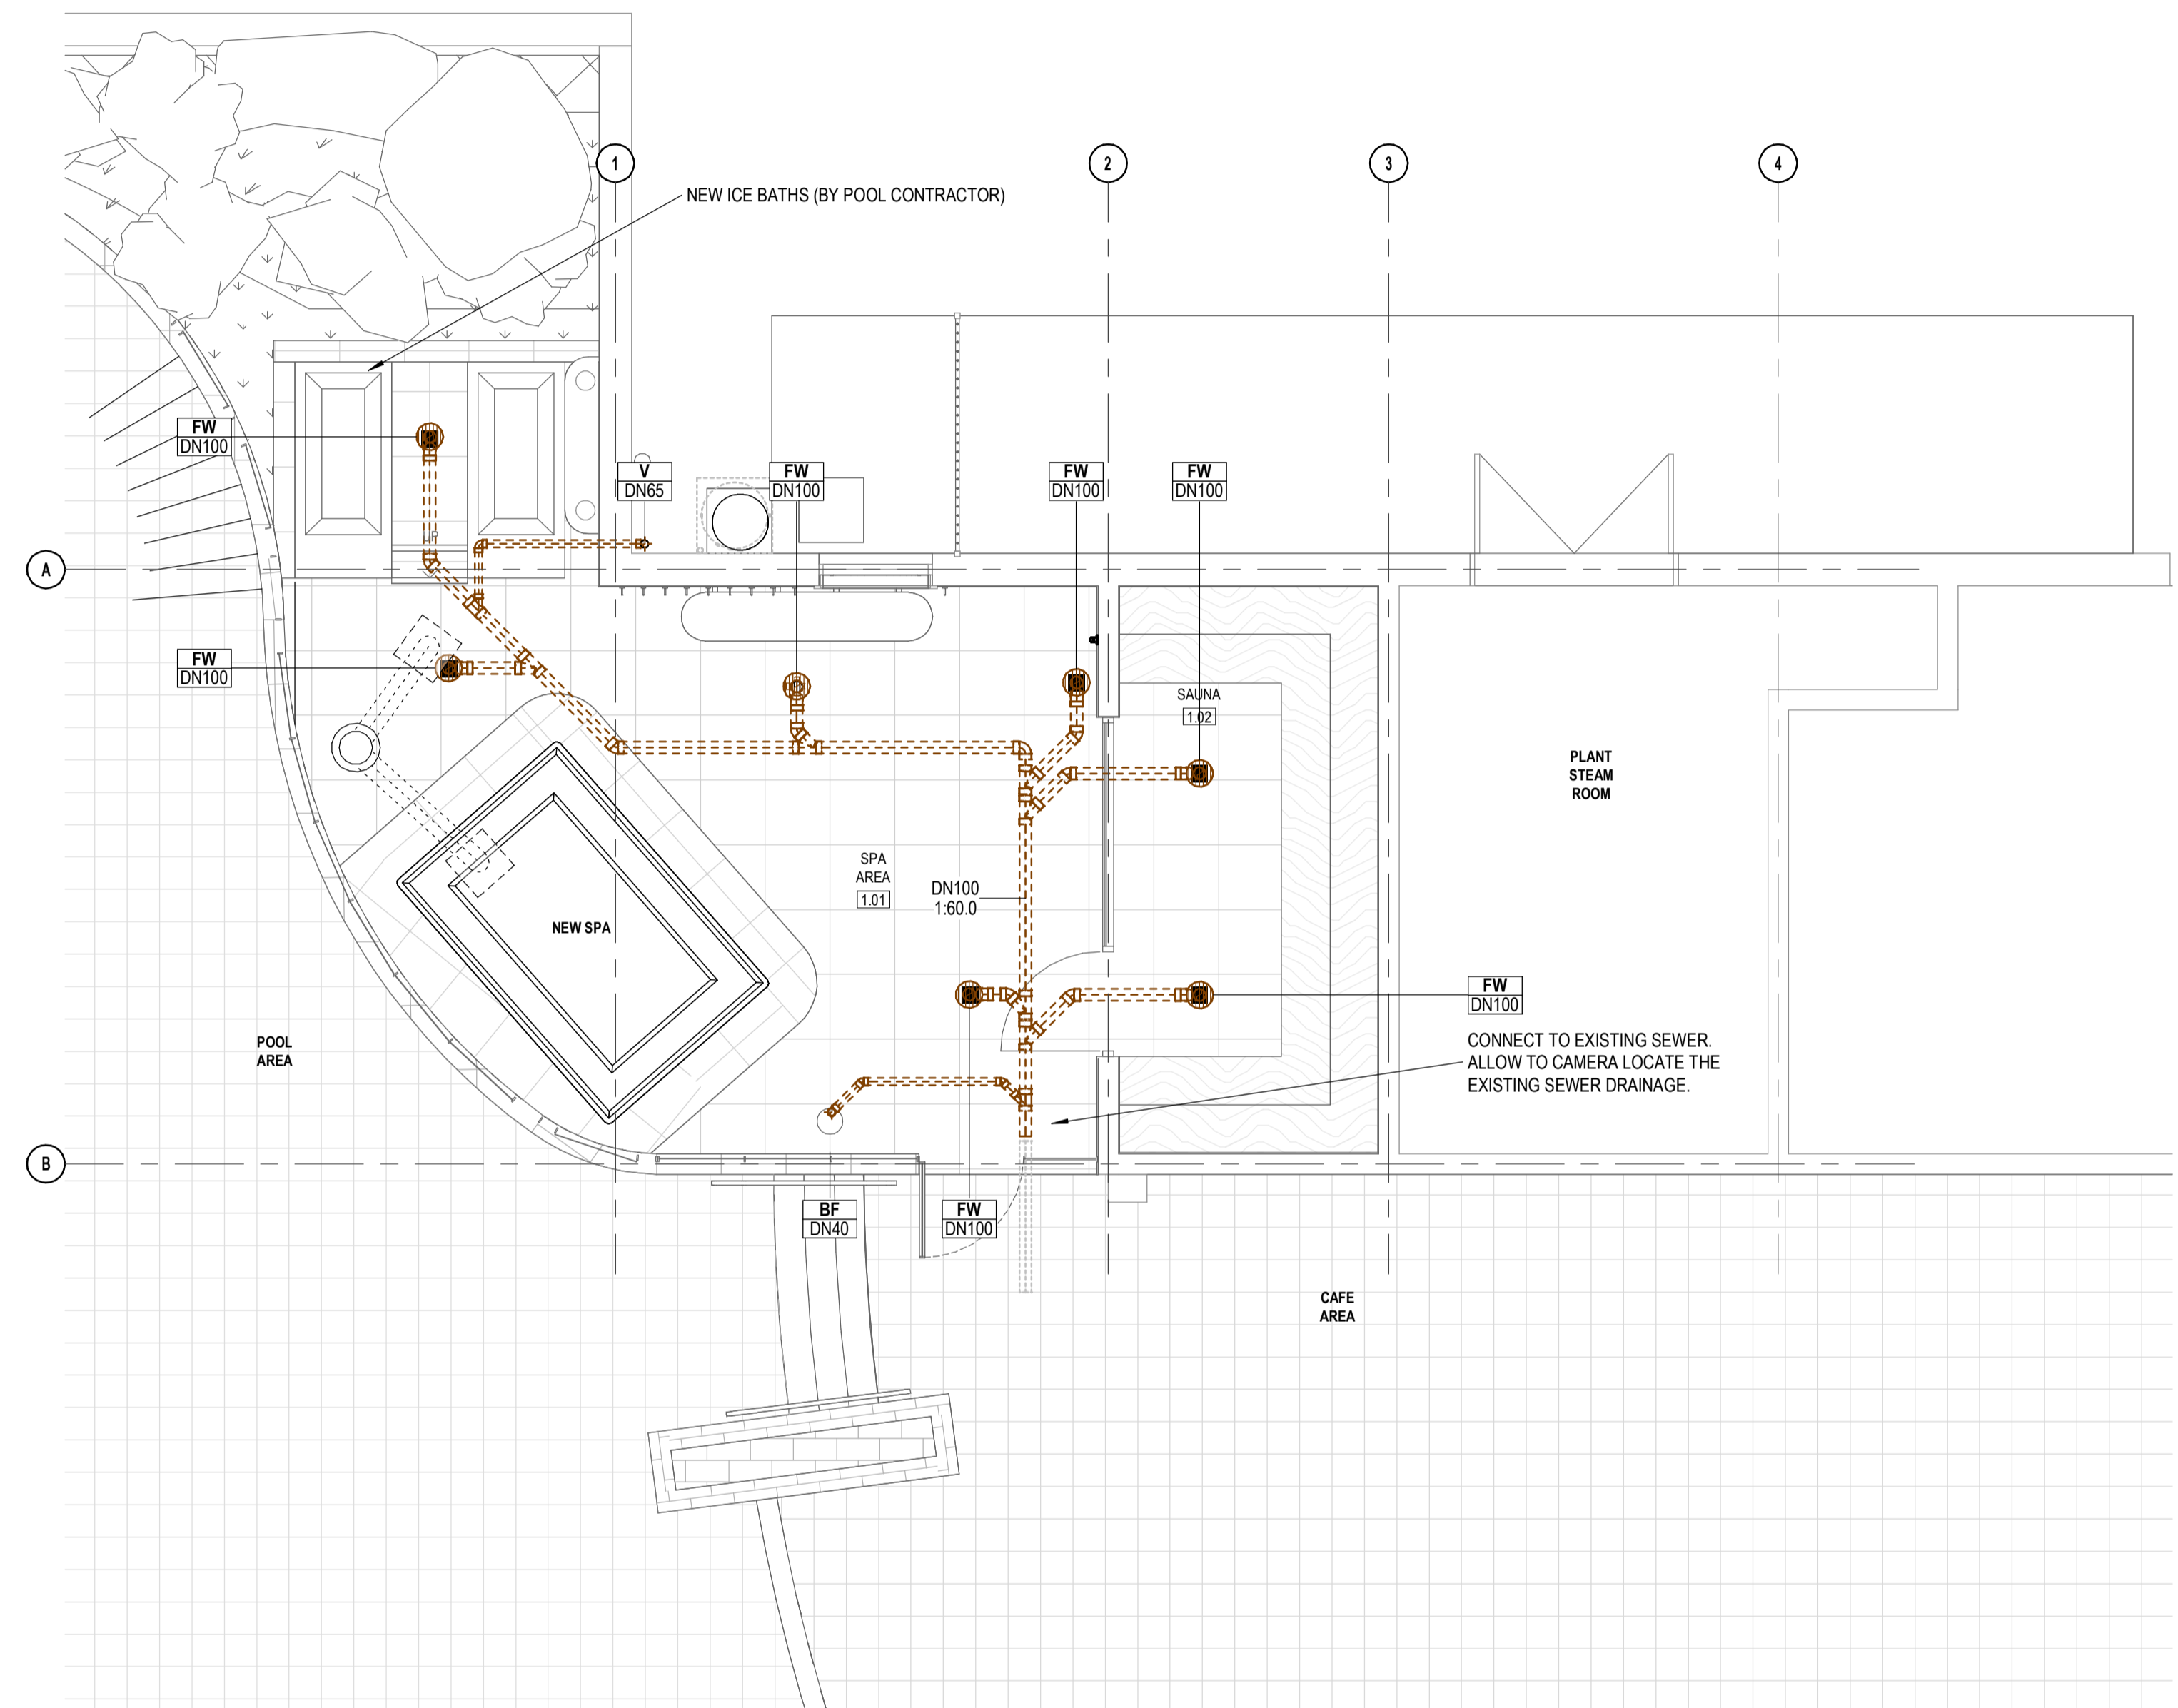 1
2
3
4
NEW ICE BATHS (BY POOL CONTRACTOR)
FW
DN100
V
DN65
FW
DN100
FW
DN100
FW
DN100
A
FW
DN100
SAUNA
1.02
PLANT
STEAM
ROOM
SPA
AREA
1.01
DN100
1:60.0
NEW SPA
FW
DN100
POOL
AREA
CONNECT TO EXISTING SEWER.
ALLOW TO CAMERA LOCATE THE
EXISTING SEWER DRAINAGE.
B
BF
DN40
FW
DN100
CAFE
AREA